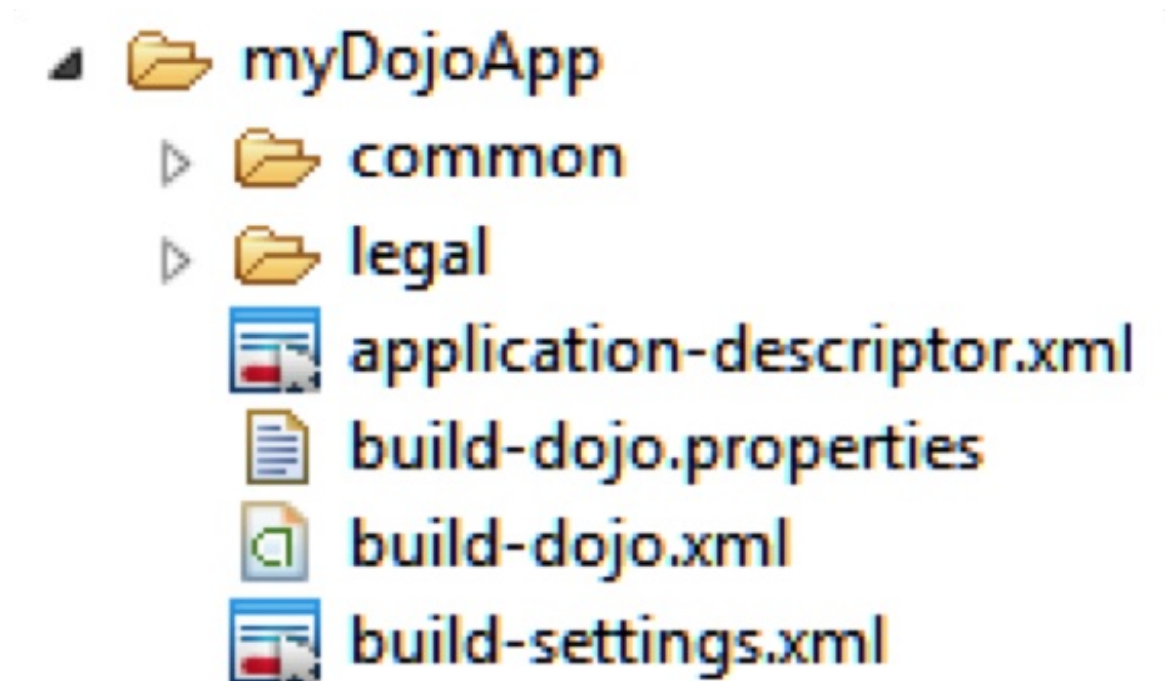 myDojoApp
common
legal
application-descriptor.xml
build-dojo.properties
build-dojo.xml
build-settings.xml